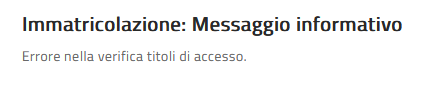 Immatricolazione: Messaggio informativo
Errore nella verifica titoli di accesso.